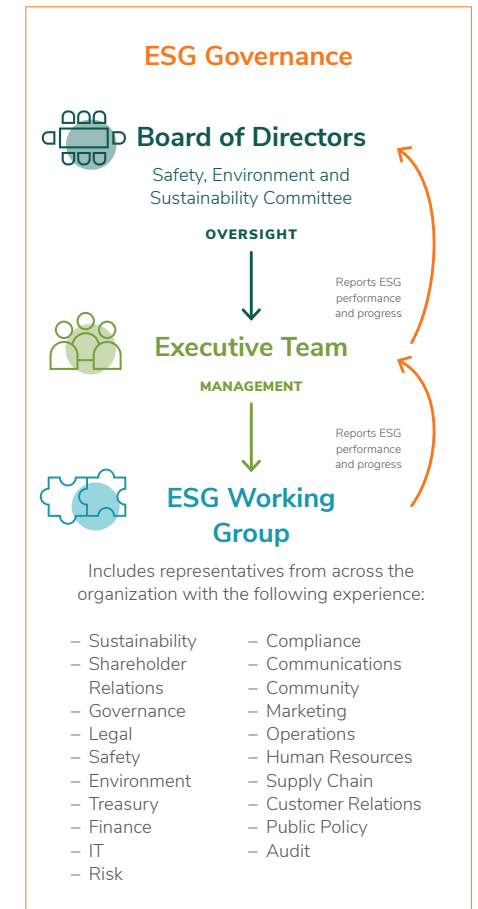 ESG Governance
Board of Directors
Safety, Environment and
Sustainability Committee
OVERSIGHT
Reports ESG
performance
and progress
Executive Team
MANAGEMENT
Reports ESG
performance
and progress
ESG Working
Group
Includes representatives from across the
organization with the following experience:
– Sustainability
– Shareholder
Relations
– Governance
– Legal
– Safety
– Environment
– Treasury
– Finance
– IT
– Risk
– Compliance
– Communications
– Community
– Marketing
– Operations
– Human Resources
– Supply Chain
– Customer Relations
– Public Policy
– Audit